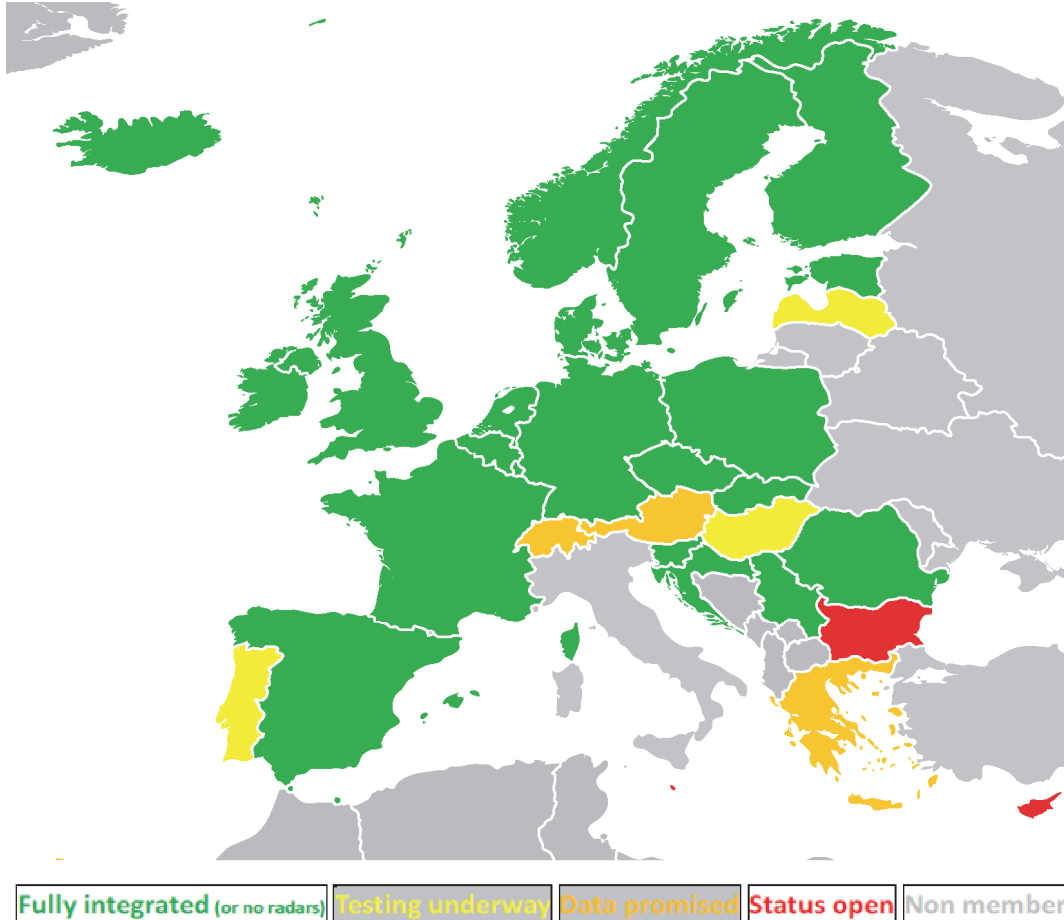 Fully integrated (or no radars) Testing underway Data promised Status open Non member